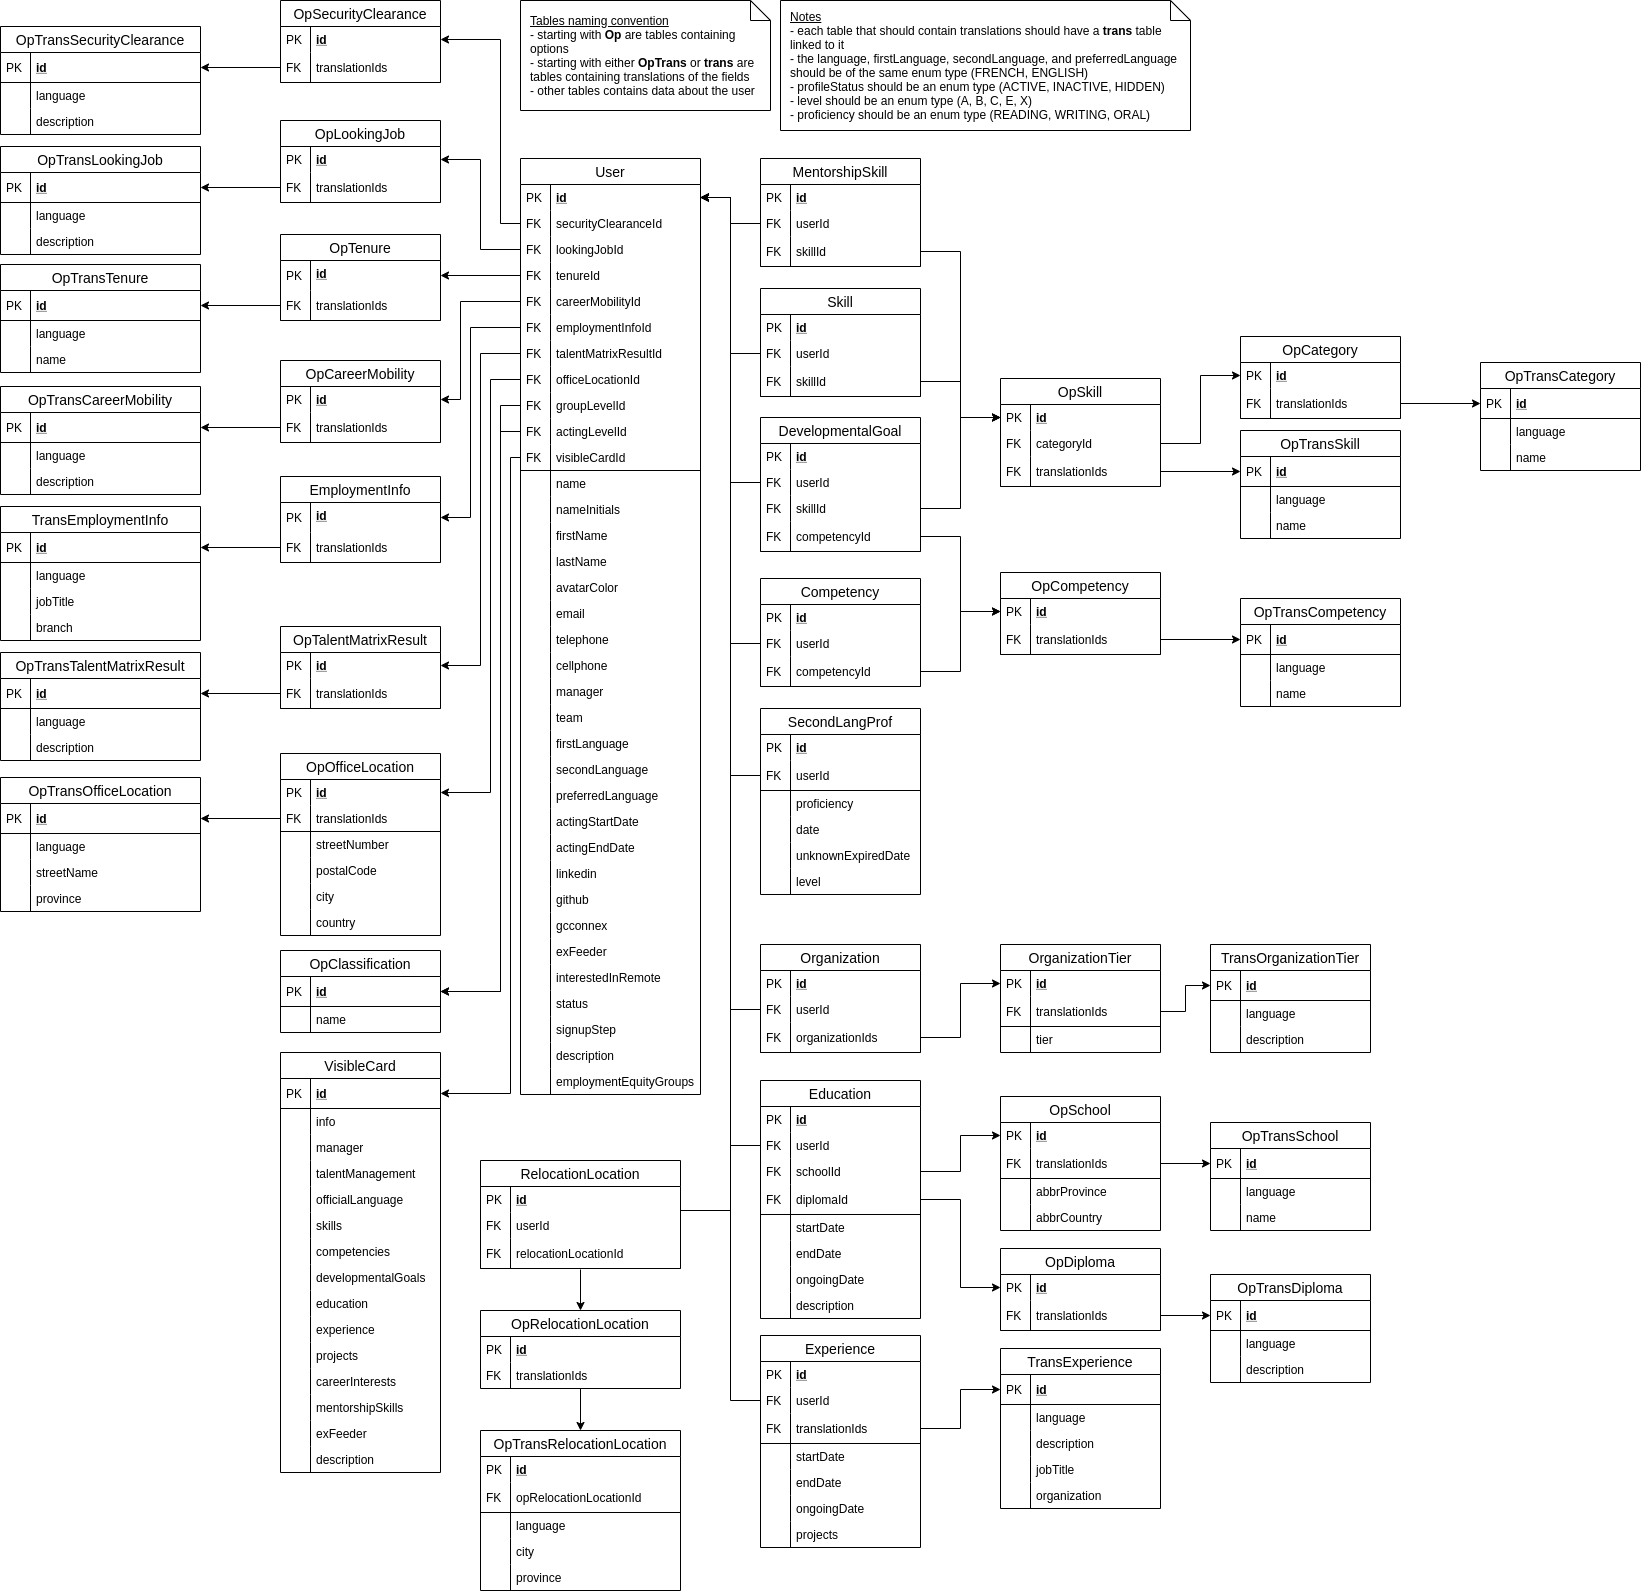 OpSecurityClearance
PK id
FK translationIds
Tables naming convention
- starting with Op are tables containing
options
- starting with either OpTrans or trans are
tables containing translations of the fields
- other tables contains data about the user
Notes
- each table that should contain translations should have a trans table
linked to it
- the language, firstLanguage, secondLanguage, and preferredLanguage
should be of the same enum type (FRENCH, ENGLISH)
- profileStatus should be an enum type (ACTIVE, INACTIVE, HIDDEN)
- level should be an enum type (A, B, C, E, X)
- proficiency should be an enum type (READING, WRITING, ORAL)
OpTransSecurityClearance
PK id
language
description
OpTransLookingJob
PK id
language
description
OpTransTenure
PK id
language
name
OpTransCareerMobility
PK id
language
description
TransEmploymentInfo
PK id
language
jobTitle
branch
OpTransTalentMatrixResult
PK id
language
description
OpTransOfficeLocation
PK id
language
streetName
province
OpLookingJob
PK id
FK translationIds
OpTenure
PK id
FK translationIds
OpCareerMobility
PK id
FK translationIds
EmploymentInfo
PK id
FK translationIds
OpTalentMatrixResult
PK id
FK translationIds
OpOfficeLocation
PK id
FK translationIds
streetNumber
postalCode
city
country
OpClassification
PK id
name
VisibleCard
PK id
info
manager
talentManagement
officialLanguage
skills
competencies
developmentalGoals
education
experience
projects
careerInterests
mentorshipSkills
exFeeder
description
User
PK id
FK securityClearanceId
FK lookingJobId
FK tenureId
FK careerMobilityId
FK employmentInfoId
FK talentMatrixResultId
FK officeLocationId
FK groupLevelId
FK actingLevelId
FK visibleCardId
name
nameInitials
firstName
lastName
avatarColor
email
telephone
cellphone
manager
team
firstLanguage
secondLanguage
preferredLanguage
actingStartDate
actingEndDate
linkedin
github
gcconnex
exFeeder
interestedInRemote
status
signupStep
description
employmentEquityGroups
RelocationLocation
PK id
FK userId
FK relocationLocationId
OpRelocationLocation
PK id
FK translationIds
OpTransRelocationLocation
PK id
FK opRelocationLocationId
language
city
province
MentorshipSkill
PK id
FK userId
FK skillId
Skill
PK id
FK userId
FK skillId
DevelopmentalGoal
PK id
FK userId
FK skillId
FK competencyId
Competency
PK id
FK userId
FK competencyId
SecondLangProf
PK id
FK userId
proficiency
date
unknownExpiredDate
level
Organization
PK id
FK userId
FK organizationIds
Education
PK id
FK userId
FK schoolId
FK diplomaId
startDate
endDate
ongoingDate
description
Experience
PK id
FK userId
FK translationIds
startDate
endDate
ongoingDate
projects
OpSkill
PK id
FK categoryId
FK translationIds
OpCompetency
PK id
FK translationIds
OrganizationTier
PK id
FK translationIds
tier
OpSchool
PK id
FK translationIds
abbrProvince
abbrCountry
OpDiploma
PK id
FK translationIds
TransExperience
PK id
language
description
jobTitle
organization
OpCategory
PK id
FK translationIds
OpTransSkill
PK id
language
name
OpTransCompetency
PK id
language
name
TransOrganizationTier
PK id
language
description
OpTransSchool
PK id
language
name
OpTransDiploma
PK id
language
description
OpTransCategory
PK id
language
name